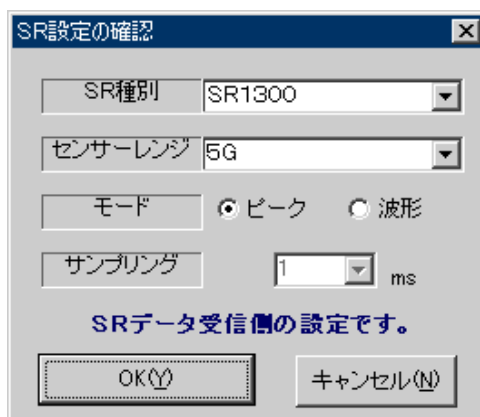 SR設定の確認
SR種別 SR1300
センサーレンジ 5G
モード ピーク 波形
サンプリング 1 ms
SRデータ受信側の設定です。
OK(Y) キャンセル(N)